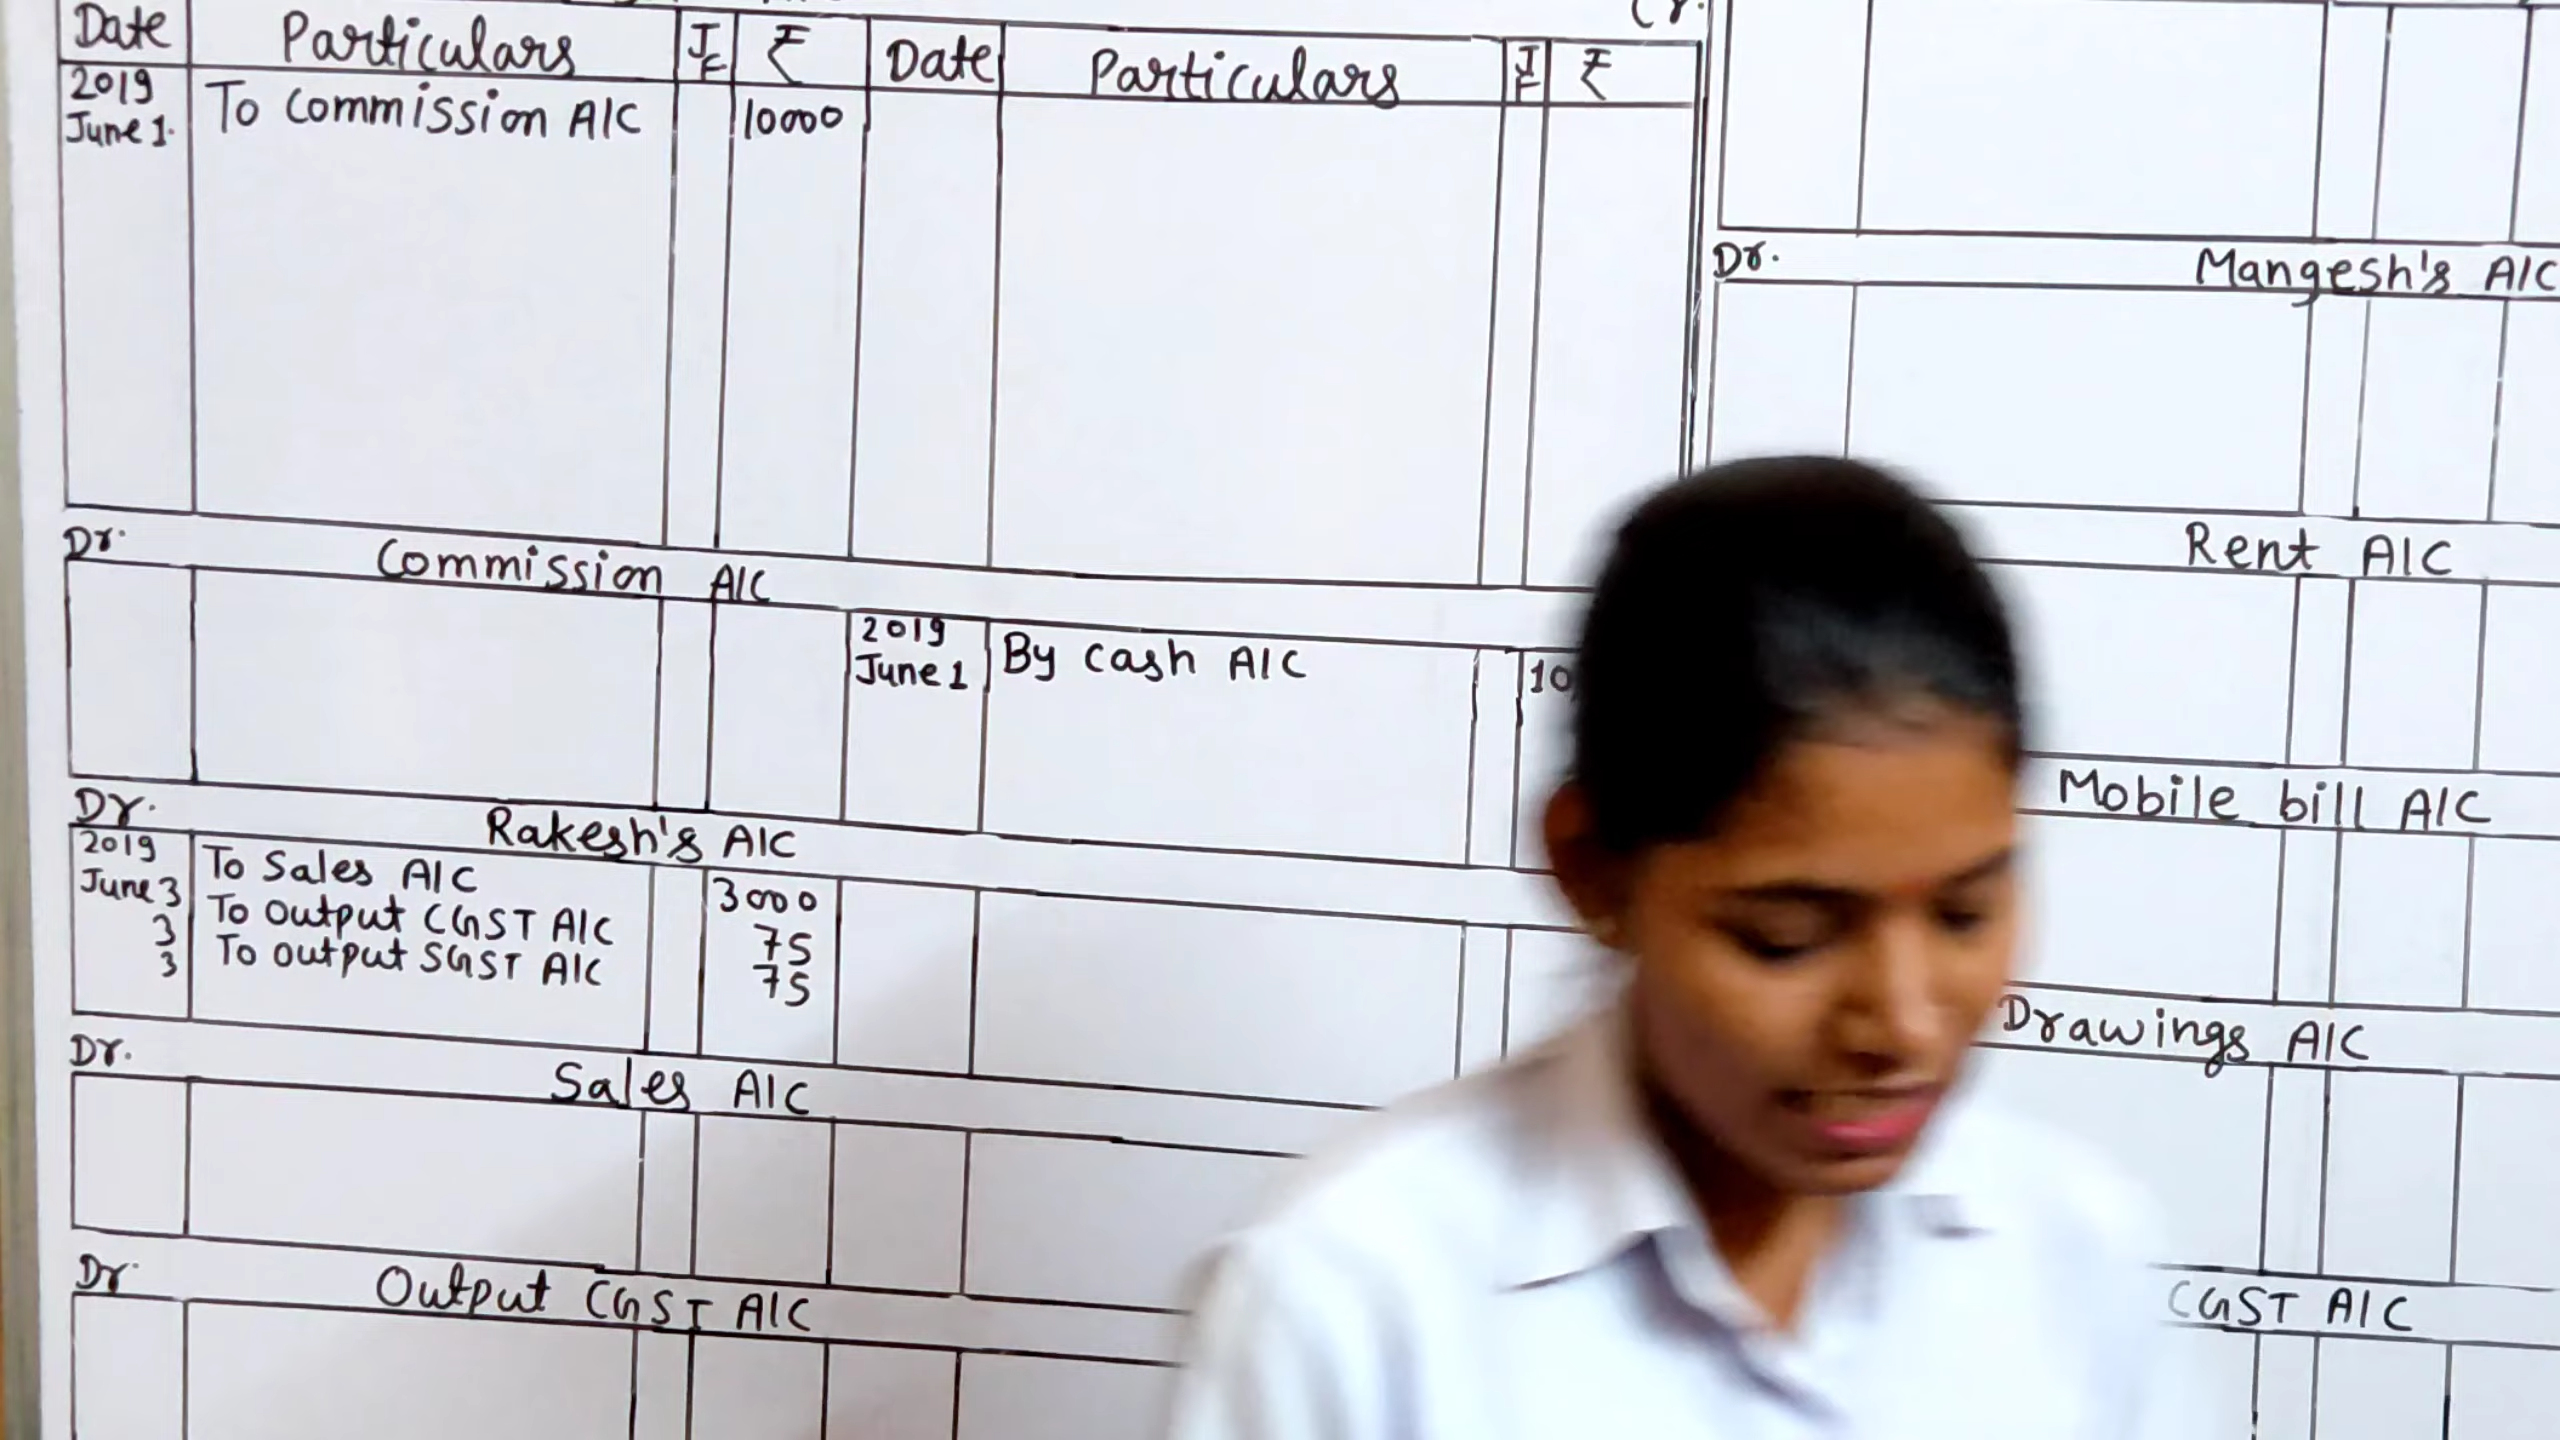 Cr.
Date Particulars J.F. ₹ Date Particulars J.F. ₹
2019
June 1. To Commission A/C 10000
Dr. Commission A/C
2019
June 1 By Cash A/C
Dr. Rakesh's A/C
2019
June 3 To Sales A/C 3000
3 To Output CGST A/C 75
3 To output SGST A/C 75
Dr. Sales A/C
Dr. Output CGST A/C
Dr. Mangesh's A/C
Rent A/C
Mobile bill A/C
Drawings A/C
CGST A/C